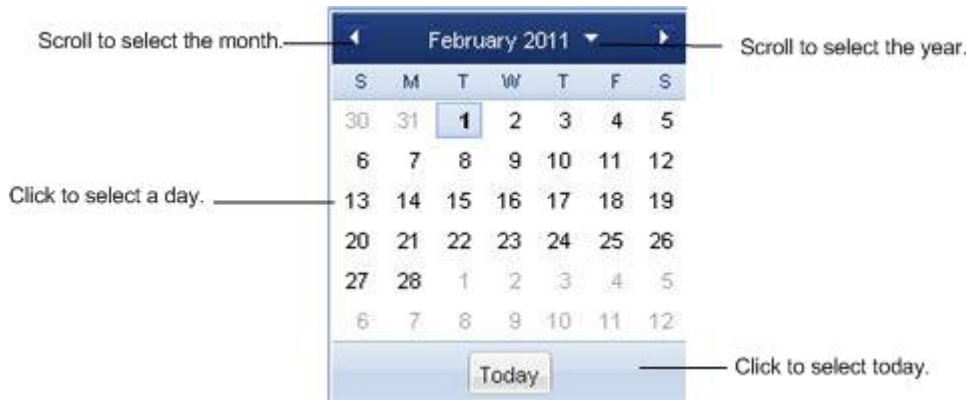 Scroll to select the month.
February 2011
Scroll to select the year.
S M T W T F S
30 31 1 2 3 4 5
6 7 8 9 10 11 12
Click to select a day.
13 14 15 16 17 18 19
20 21 22 23 24 25 26
27 28 1 2 3 4 5
6 7 8 9 10 11 12
Today
Click to select today.